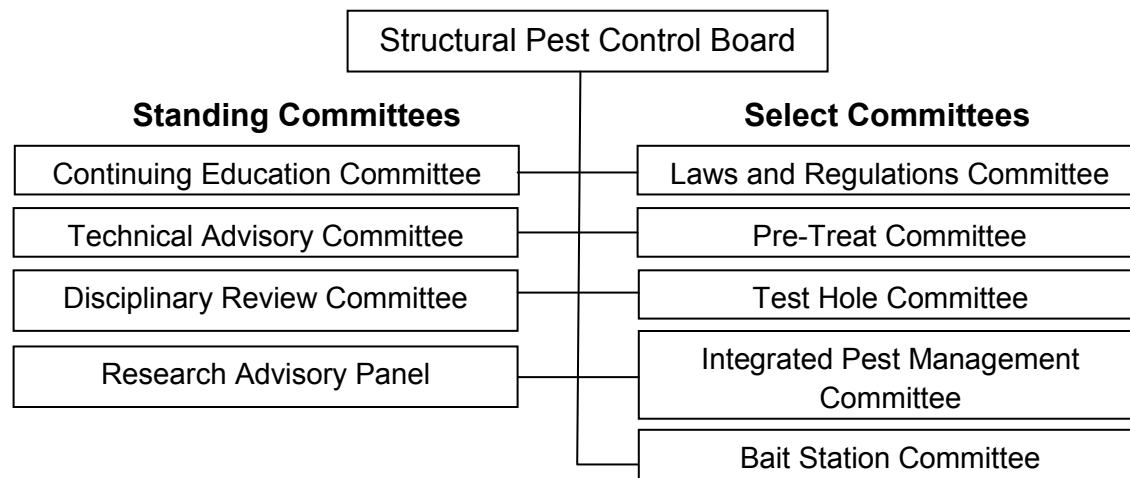 Structural Pest Control Board
Standing Committees
Continuing Education Committee
Technical Advisory Committee
Disciplinary Review Committee
Research Advisory Panel
Select Committees
Laws and Regulations Committee
Pre-Treat Committee
Test Hole Committee
Integrated Pest Management
Committee
Bait Station Committee